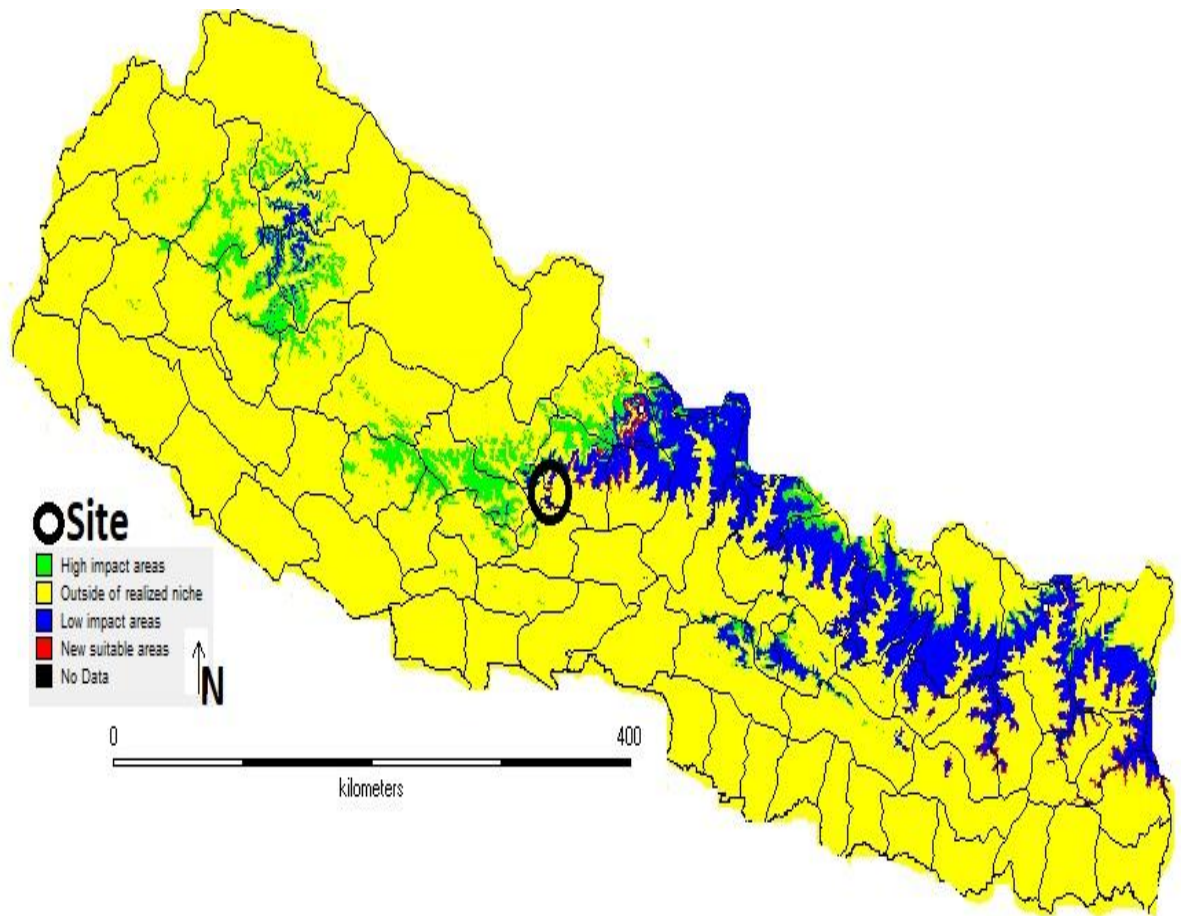 Site
High impact areas
Outside of realized niche
Low impact areas
New suitable areas
No Data
N
0 400
kilometers